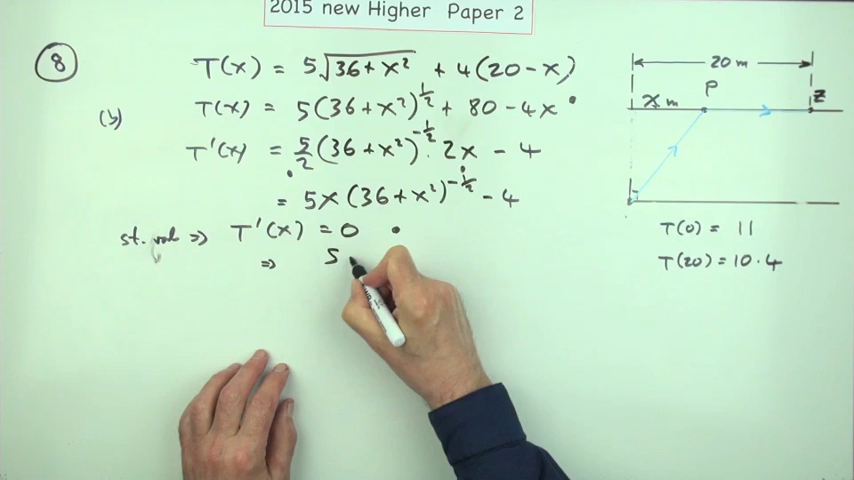 2015 new Higher Paper 2
8
T(x) = 5√36+x² + 4(20-x)
(b)
T(x) = 5(36+x²)^½ + 80-4x
T'(x) = 5/2(36+x²)^-½ · 2x - 4
= 5x(36+x²)^-½ - 4
st. val ⇒ T'(x) = 0
⇒ 5
20 m
P
x m
Z
T(0) = 11
T(20) = 10.4